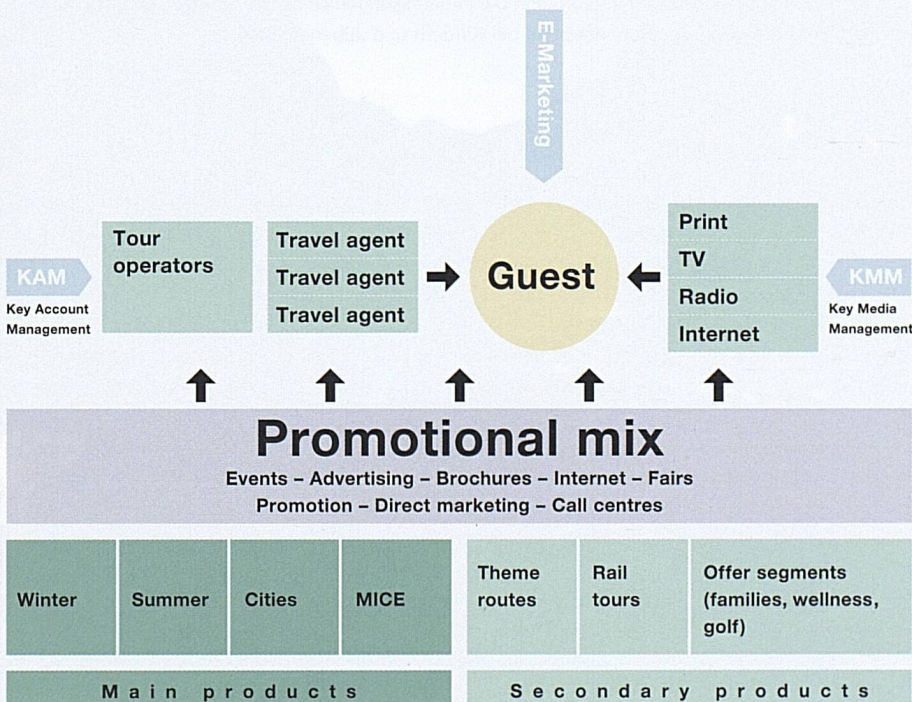 E-Marketing
KAM
Key Account
Management
Tour
operators
Travel agent
Travel agent
Travel agent
Guest
Print
TV
Radio
Internet
KMM
Key Media
Management
Promotional mix
Events – Advertising – Brochures – Internet – Fairs
Promotion – Direct marketing – Call centres
Winter
Summer
Cities
MICE
Theme
routes
Rail
tours
Offer segments
(families, wellness,
golf)
Main products
Secondary products